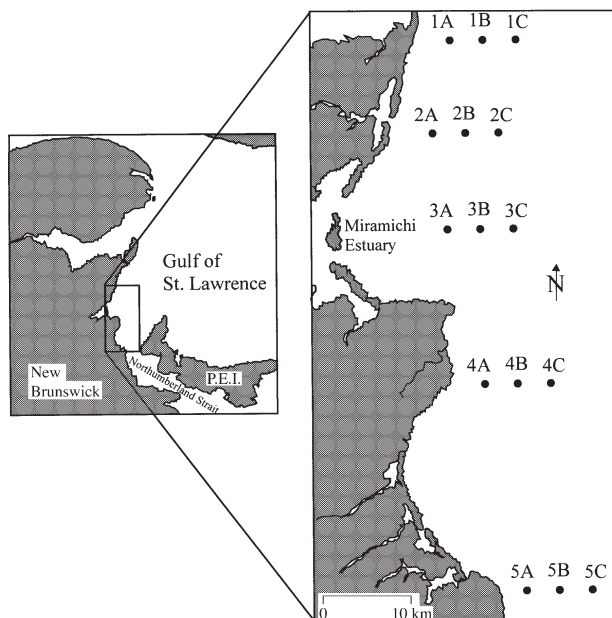 Gulf of
St. Lawrence
New
Brunswick
P.E.I.
Northumberland Strait
1A 1B 1C
2A 2B 2C
3A 3B 3C
Miramichi
Estuary
N
4A 4B 4C
5A 5B 5C
0 10 km